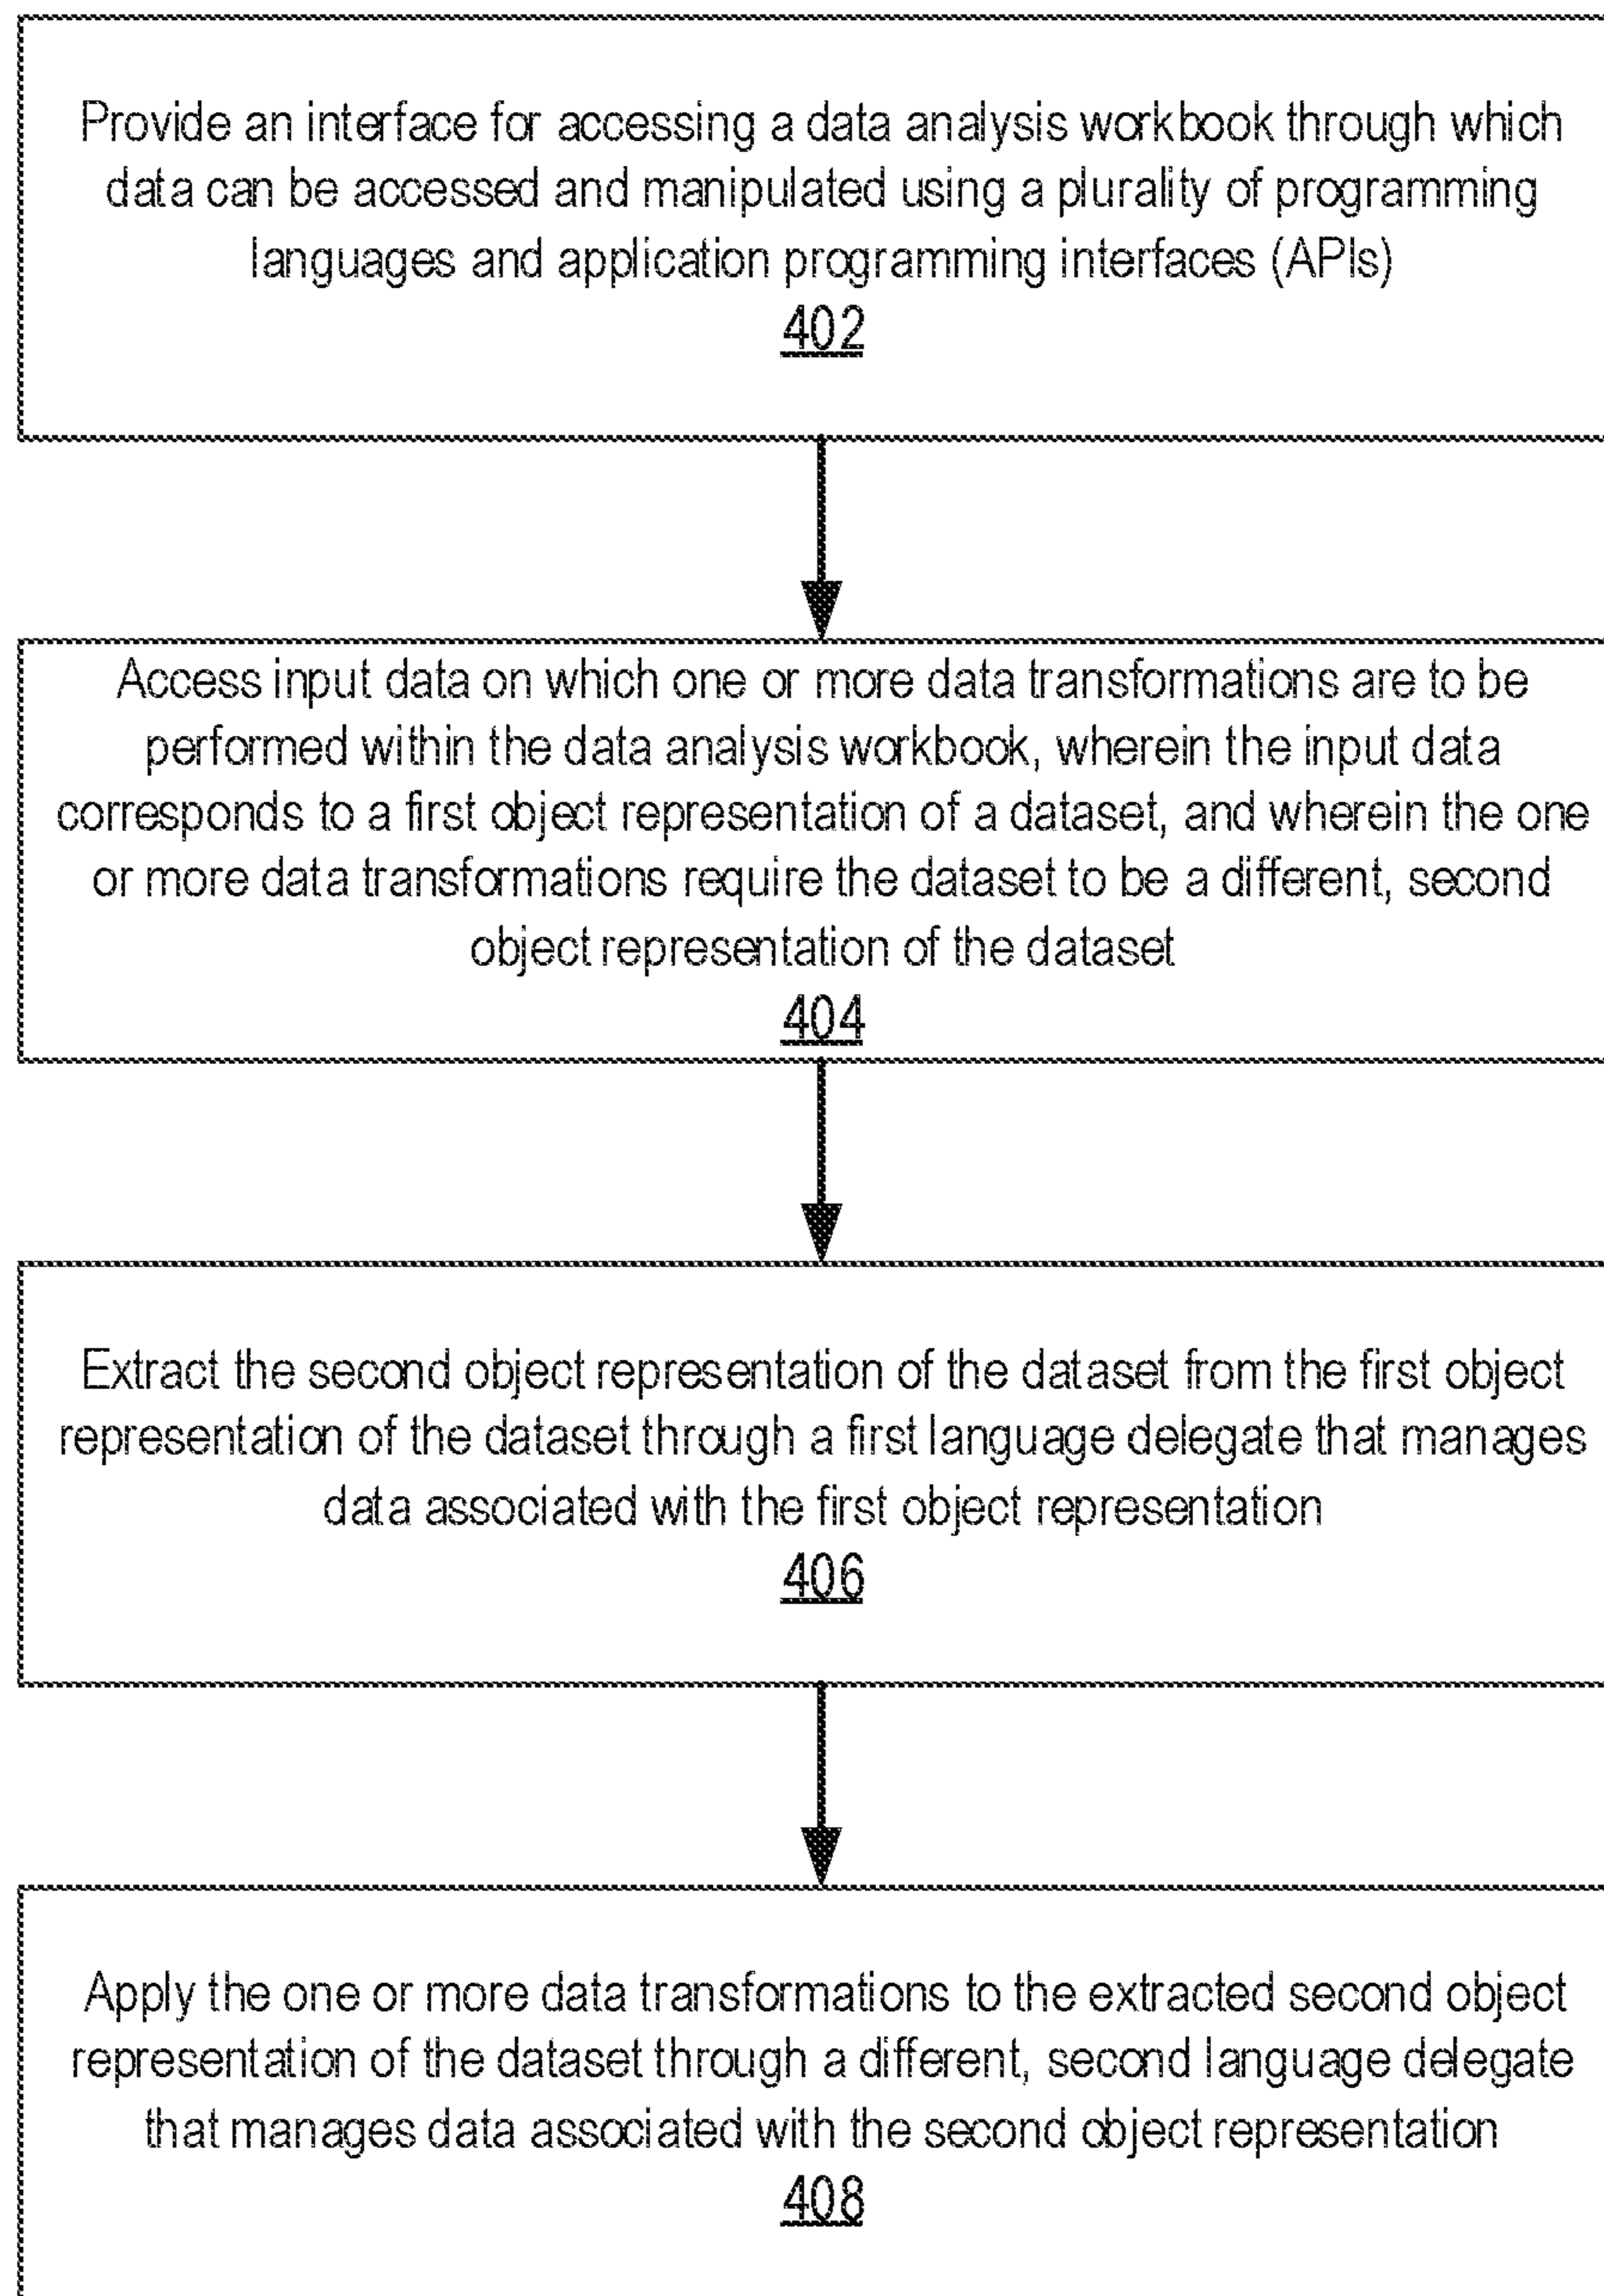 Provide an interface for accessing a data analysis workbook through which
data can be accessed and manipulated using a plurality of programming
languages and application programming interfaces (APIs)
402
Access input data on which one or more data transformations are to be
performed within the data analysis workbook, wherein the input data
corresponds to a first object representation of a dataset, and wherein the one
or more data transformations require the dataset to be a different, second
object representation of the dataset
404
Extract the second object representation of the dataset from the first object
representation of the dataset through a first language delegate that manages
data associated with the first object representation
406
Apply the one or more data transformations to the extracted second object
representation of the dataset through a different, second language delegate
that manages data associated with the second object representation
408